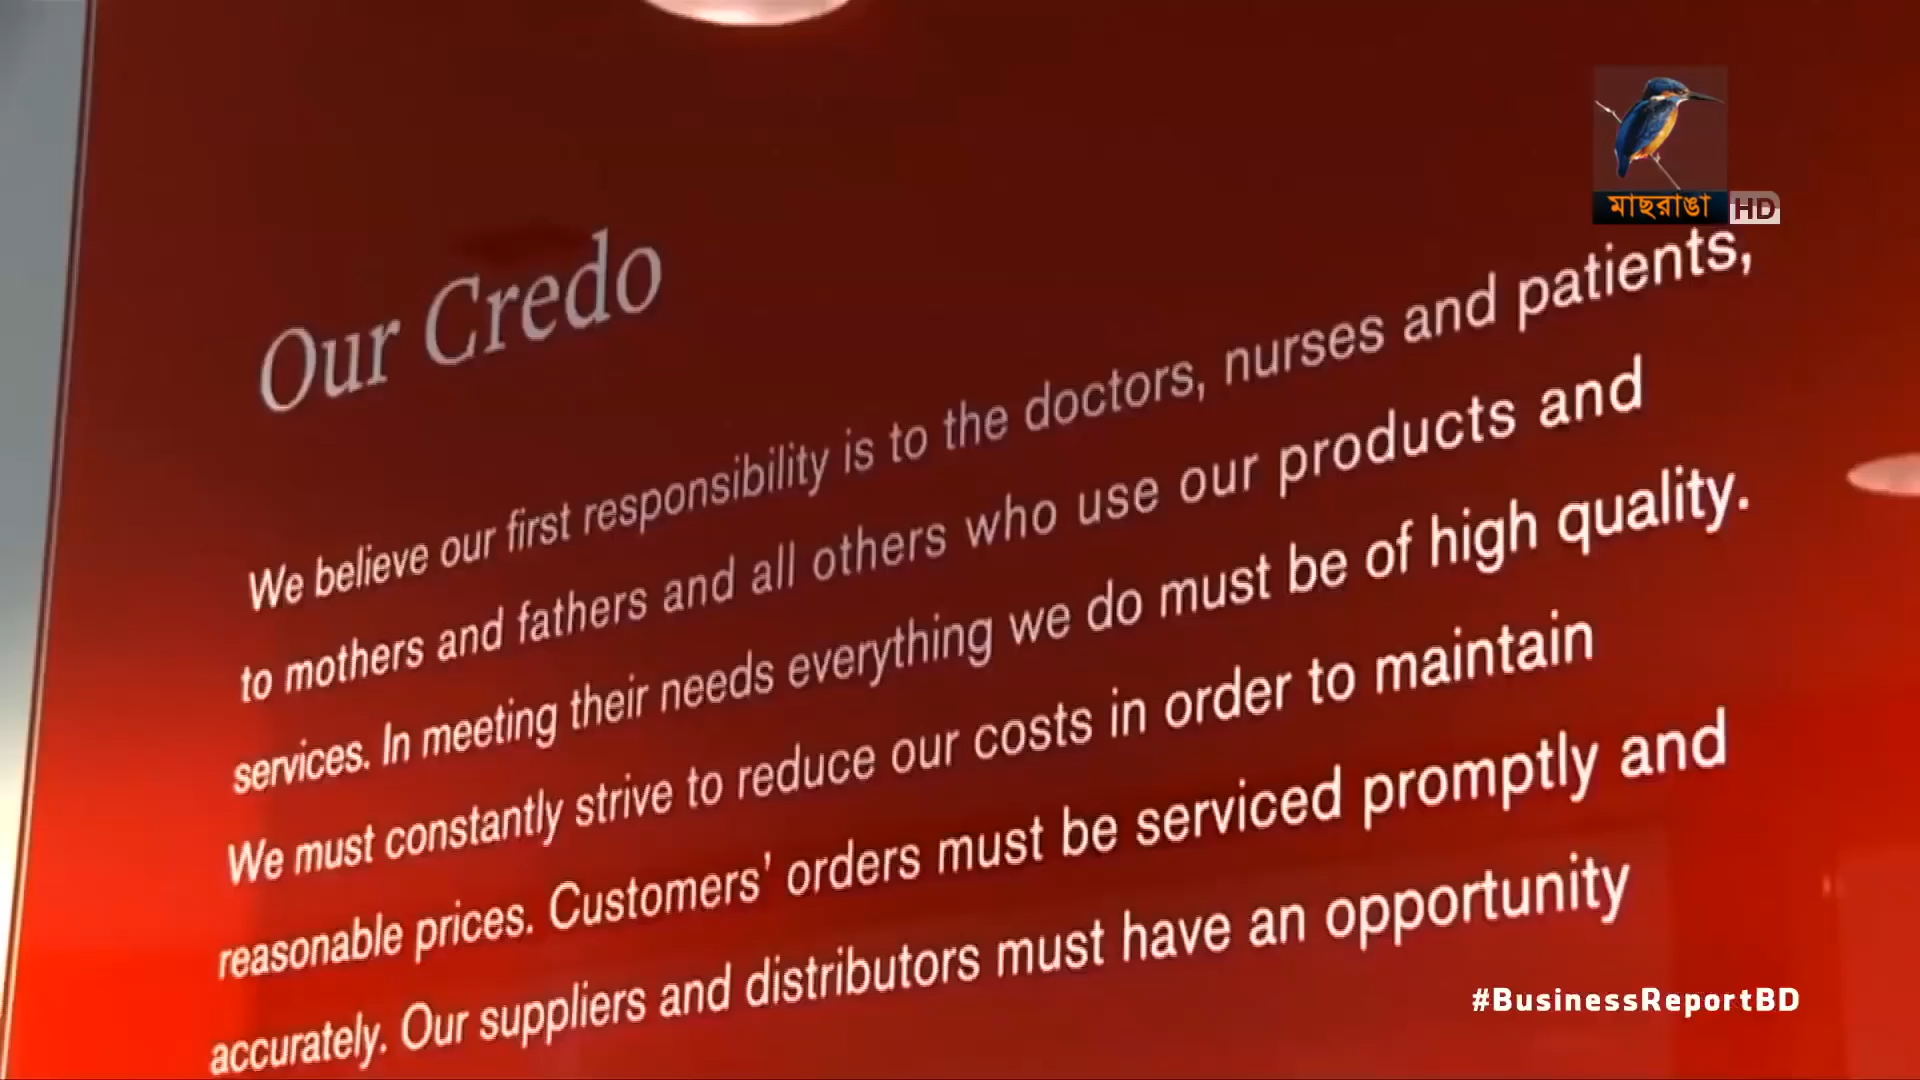 মাছরাঙা
HD
Our Credo
We believe our first responsibility is to the doctors, nurses and patients,
to mothers and fathers and all others who use our products and
services. In meeting their needs everything we do must be of high quality.
We must constantly strive to reduce our costs in order to maintain
reasonable prices. Customers' orders must be serviced promptly and
accurately. Our suppliers and distributors must have an opportunity
#BusinessReportBD